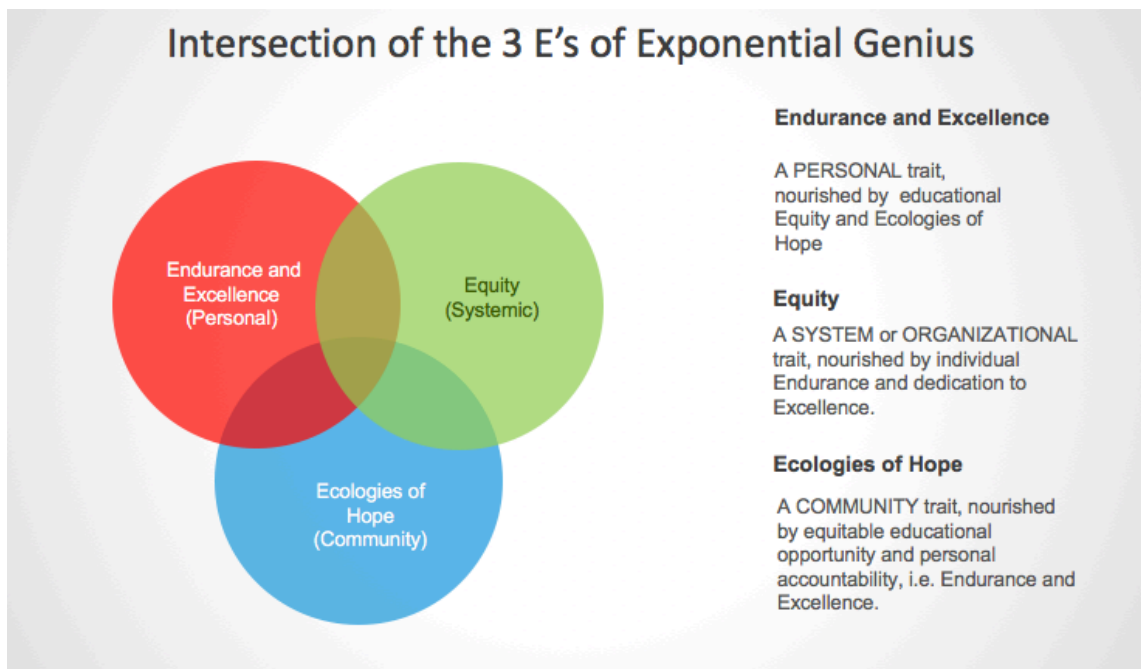 Intersection of the 3 E's of Exponential Genius
Endurance and
Excellence
(Personal)
Equity
(Systemic)
Ecologies of
Hope
(Community)
Endurance and Excellence
A PERSONAL trait,
nourished by educational
Equity and Ecologies of
Hope
Equity
A SYSTEM or ORGANIZATIONAL
trait, nourished by individual
Endurance and dedication to
Excellence.
Ecologies of Hope
A COMMUNITY trait, nourished
by equitable educational
opportunity and personal
accountability, i.e. Endurance and
Excellence.